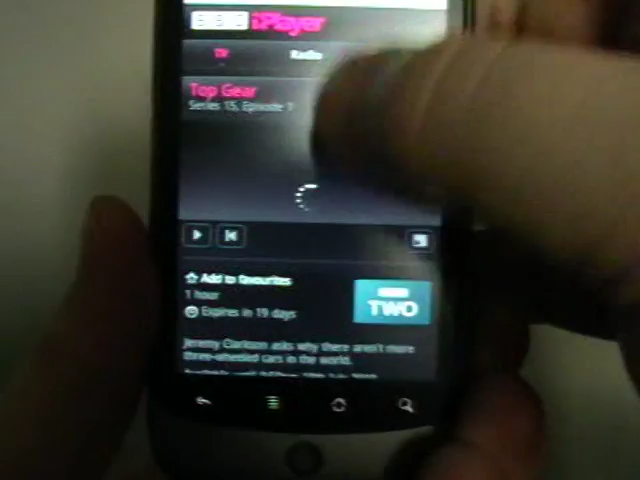 BBC iPlayer
TV Radio
Top Gear
Series 15, Episode 1
Add to favourites
1 hour
Expires in 19 days
TWO
Jeremy Clarkson asks why there aren't more
three-wheeled cars in the world.